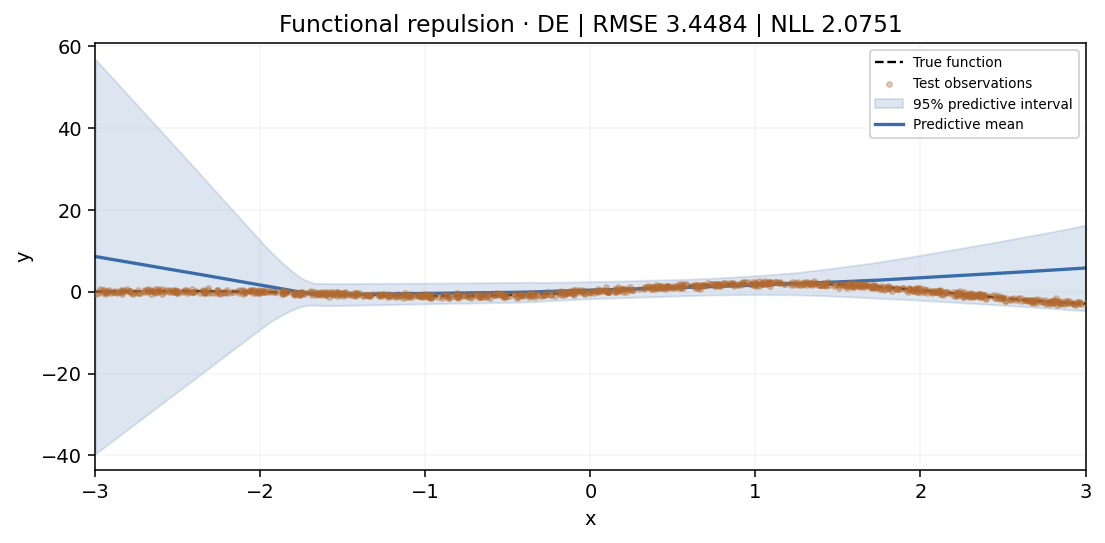 Functional repulsion · DE | RMSE 3.4484 | NLL 2.0751
True function
Test observations
95% predictive interval
Predictive mean
60
40
20
0
−20
−40
y
−3
−2
−1
0
1
2
3
x